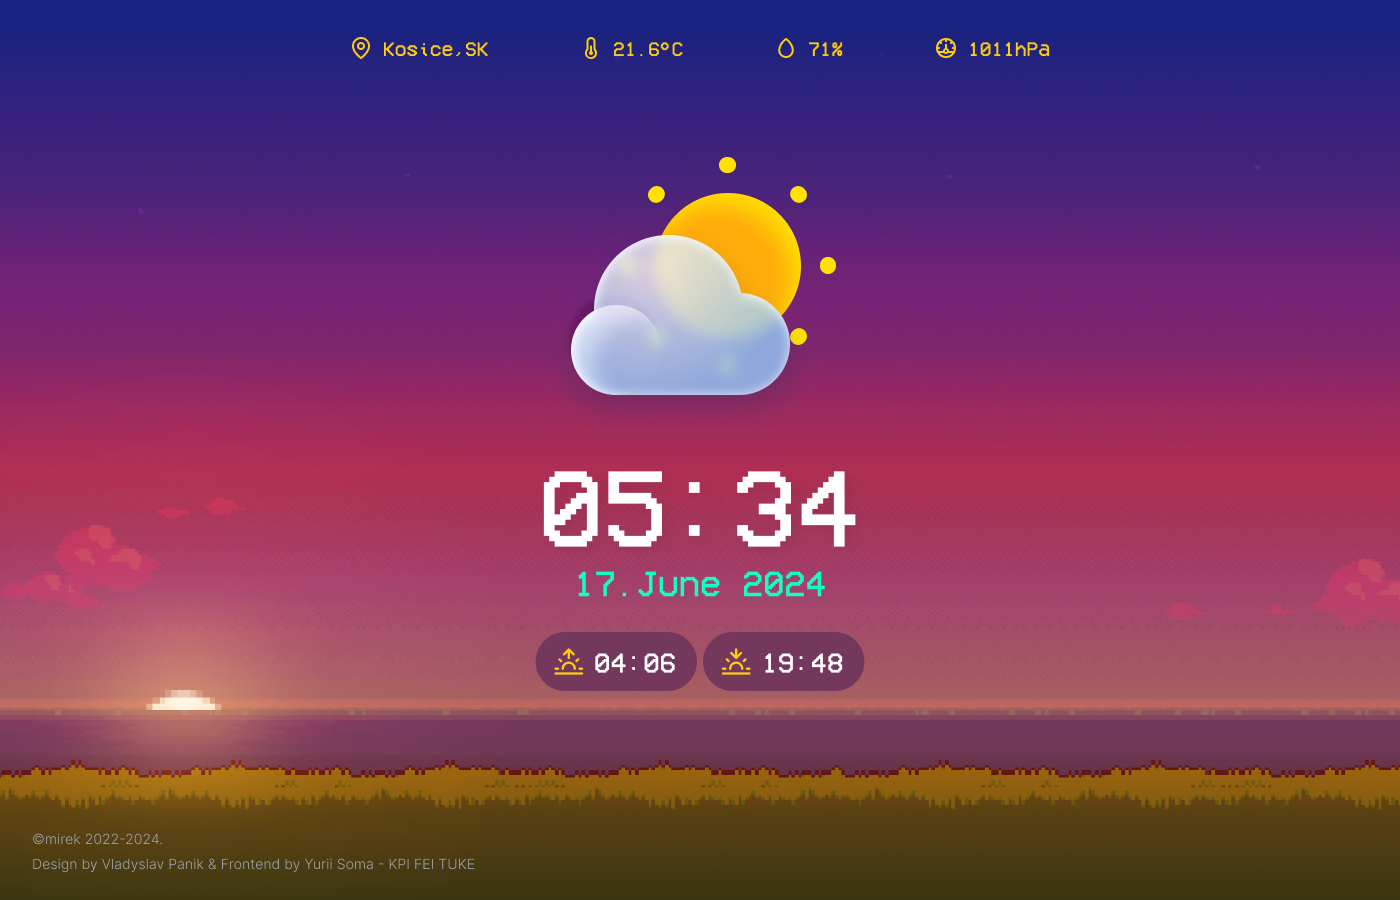 Kosice,SK 21.6°C 71% 1011hPa
05:34
17.June 2024
04:06 19:48
©mirek 2022-2024.
Design by Vladyslav Panik & Frontend by Yurii Soma - KPI FEI TUKE